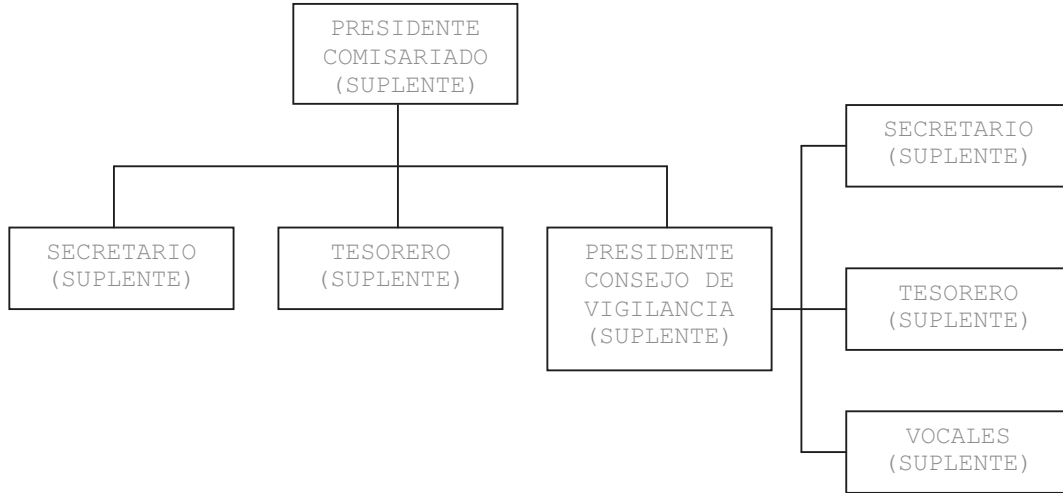 PRESIDENTE
COMISARIADO
(SUPLENTE)
SECRETARIO
(SUPLENTE)
TESORERO
(SUPLENTE)
PRESIDENTE
CONSEJO DE
VIGILANCIA
(SUPLENTE)
SECRETARIO
(SUPLENTE)
TESORERO
(SUPLENTE)
VOCALES
(SUPLENTE)